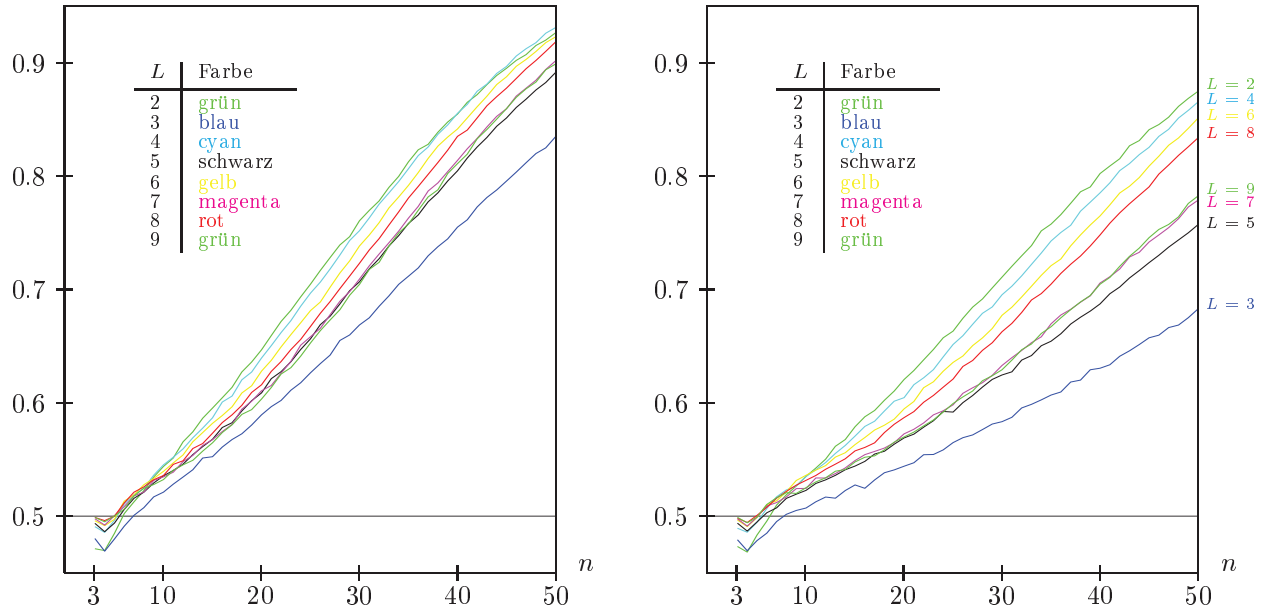 0.9
0.8
0.7
0.6
0.5
L Farbe
2 grün
3 blau
4 cyan
5 schwarz
6 gelb
7 magenta
8 rot
9 grün
3 10 20 30 40 50
n
0.9
0.8
0.7
0.6
0.5
L Farbe
2 grün
3 blau
4 cyan
5 schwarz
6 gelb
7 magenta
8 rot
9 grün
L = 2
L = 4
L = 6
L = 8
L = 9
L = 7
L = 5
L = 3
3 10 20 30 40 50
n